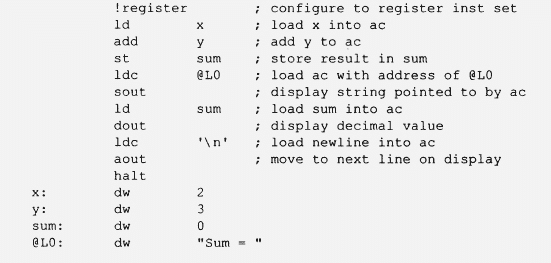 !register ; configure to register inst set
ld x ; load x into ac
add y ; add y to ac
st sum ; store result in sum
ldc @L0 ; load ac with address of @L0
sout ; display string pointed to by ac
ld sum ; load sum into ac
dout ; display decimal value
ldc '\n' ; load newline into ac
aout ; move to next line on display
halt
x: dw 2
y: dw 3
sum: dw 0
@L0: dw "Sum = "